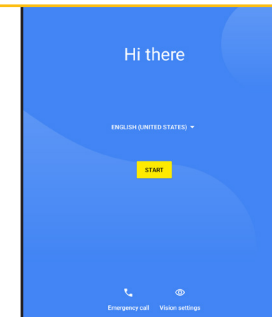 Hi there
ENGLISH (UNITED STATES)
START
Emergency call Vision settings